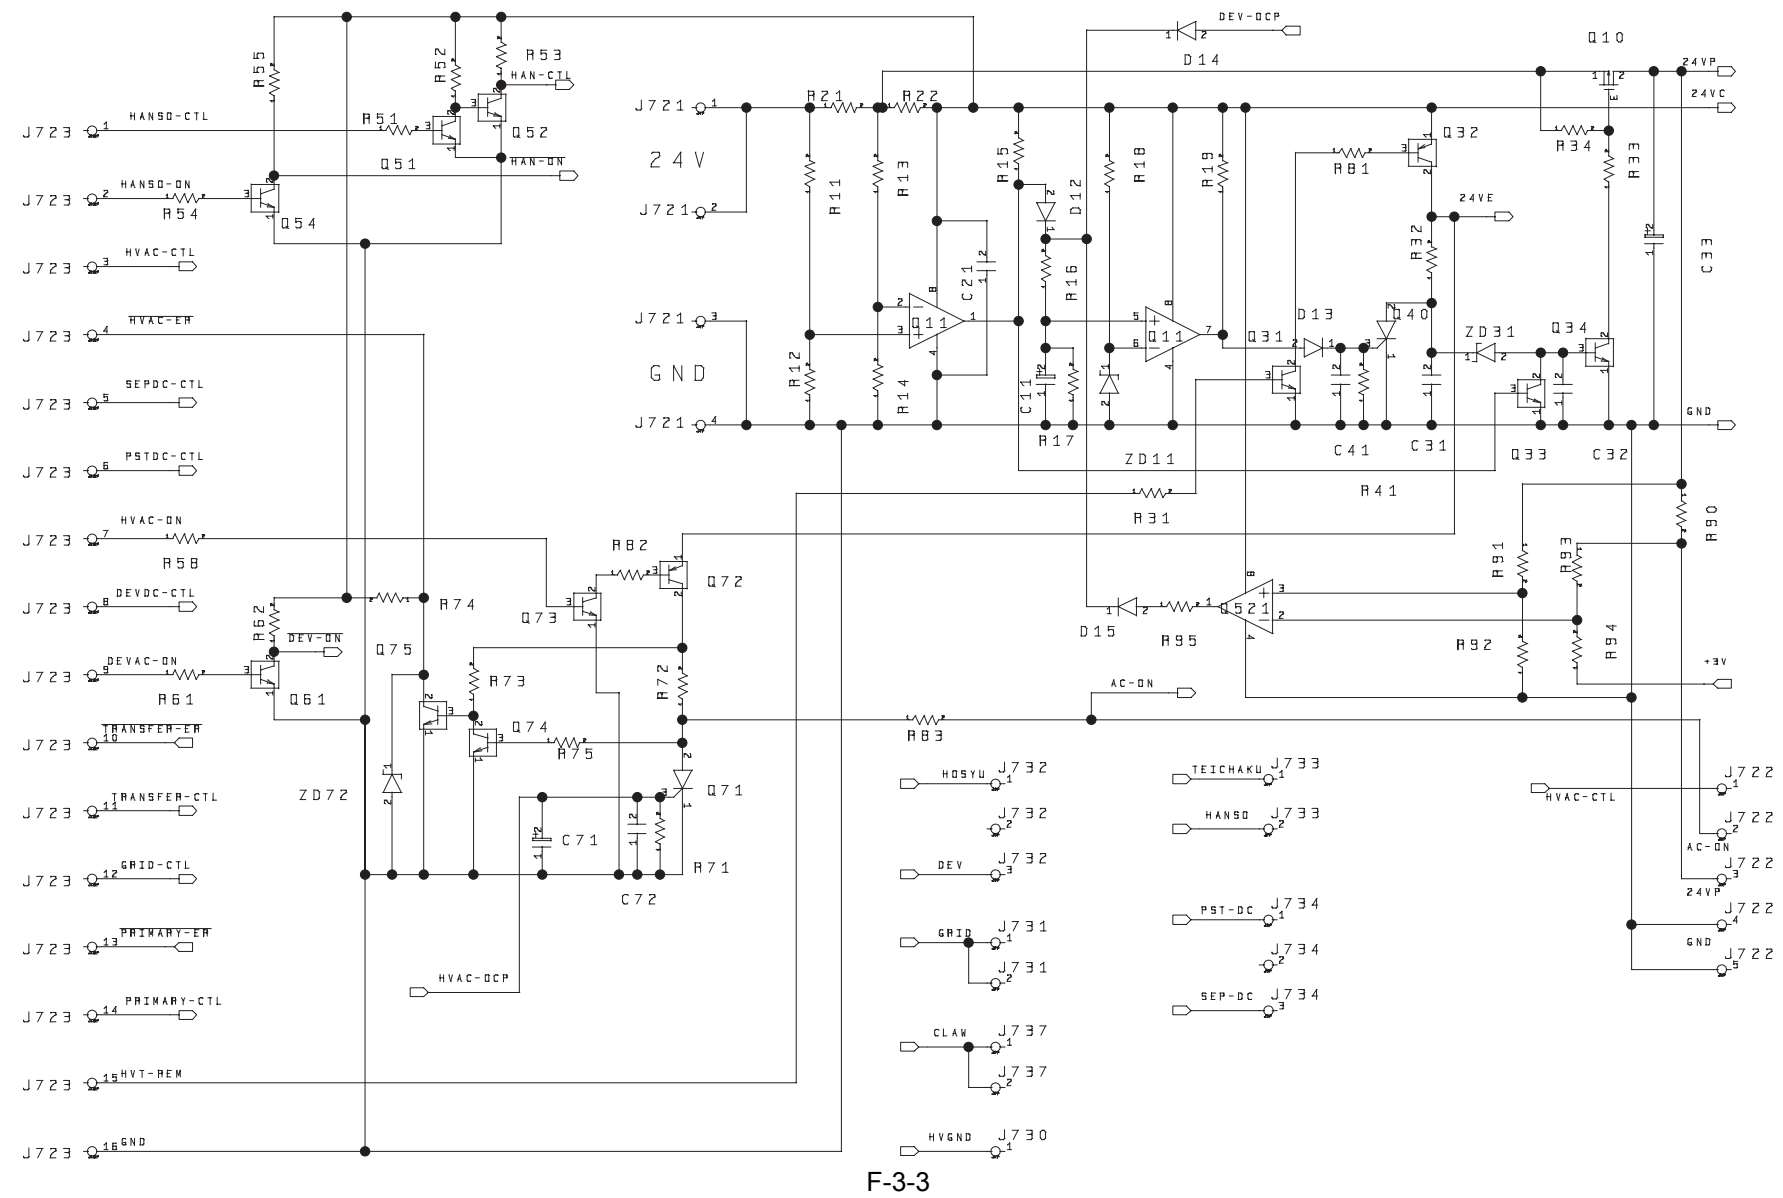 DEV-OCP
1 2
D14
Q10
24VP
24VC
R55
R52
R53
HAN-CTL
Q52
J723 1 HANSO-CTL
R51
Q51
HAN-ON
J723 2 HANSO-ON
R54
Q54
J723 3 HVAC-CTL
J723 4 HVAC-ER
J723 5 SEPDC-CTL
J723 6 PSTDC-CTL
J723 7 HVAC-ON
R58
J723 8 DEVDC-CTL
J723 9 DEVAC-ON
R61
Q61
R62
DEV-ON
J723 10 TRANSFER-ER
J723 11 TRANSFER-CTL
J723 12 GRID-CTL
J723 13 PRIMARY-ER
J723 14 PRIMARY-CTL
J723 15 HVT-REM
J723 16 GND
J721 1
24V
J721 2
J721 3
GND
J721 4
R21
R22
R11
R13
R12
R14
Q11
C21
R15
D12
R16
C11
R17
R18
R19
Q11
ZD11
Q31
D13
C41
R41
Q40
R81
Q32
24VE
R32
C31
ZD31
Q33
Q34
C32
R34
R33
C33
GND
R31
R82
Q72
Q73
R74
Q75
R73
Q74
R72
R75
Q71
ZD72
C71
C72
R71
HVAC-OCP
R83
AC-ON
D15
R95
Q521
R91
R92
R93
R94
R90
+3V
HOSYU J732 1
J732 2
DEV J732 3
GRID J731 1
J731 2
CLAW J737 1
J737 2
HVGND J730 1
TEICHAKU J733 1
HANSO J733 2
PST-DC J734 1
J734 2
SEP-DC J734 3
HVAC-CTL J722 1
J722 2
AC-ON
J722 3
24VP
J722 4
GND
J722 5
F-3-3